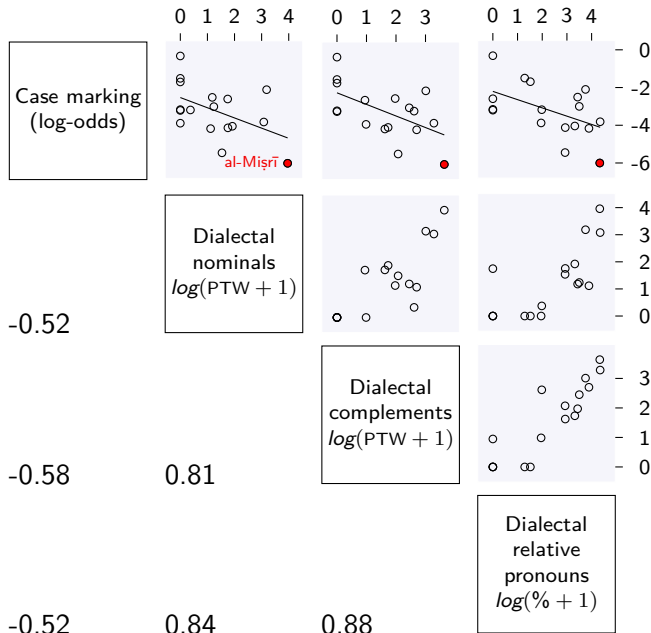 0 1 2 3 4 0 1 2 3 0 1 2 3 4
Case marking
(log-odds)
al-Miṣrī
0
-2
-4
-6
Dialectal
nominals
log(PTW + 1)
4
3
2
1
0
-0.52
Dialectal
complements
log(PTW + 1)
3
2
1
0
-0.58 0.81
Dialectal
relative
pronouns
log(% + 1)
-0.52 0.84 0.88